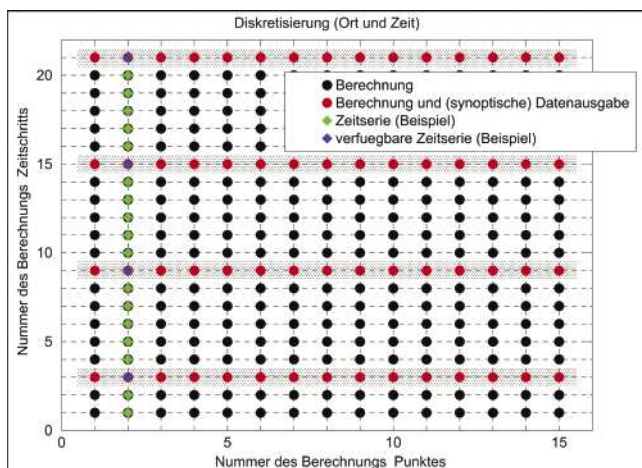 Diskretisierung (Ort und Zeit)
Berechnung
Berechnung und (synoptische) Datenausgabe
Zeitserie (Beispiel)
verfuegbare Zeitserie (Beispiel)
Nummer des Berechnungs Zeitschritts
20
15
10
5
0
0 5 10 15
Nummer des Berechnungs Punktes